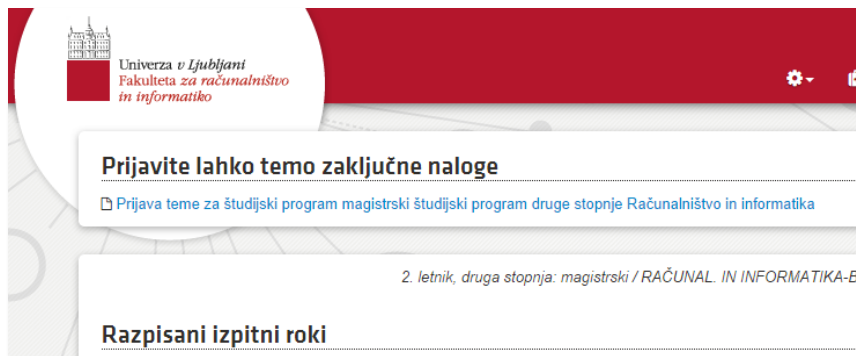 Univerza v Ljubljani
Fakulteta za računalništvo
in informatiko
Prijavite lahko temo zaključne naloge
Prijava teme za študijski program magistrski študijski program druge stopnje Računalništvo in informatika
2. letnik, druga stopnja: magistrski / RAČUNAL. IN INFORMATIKA-B
Razpisani izpitni roki